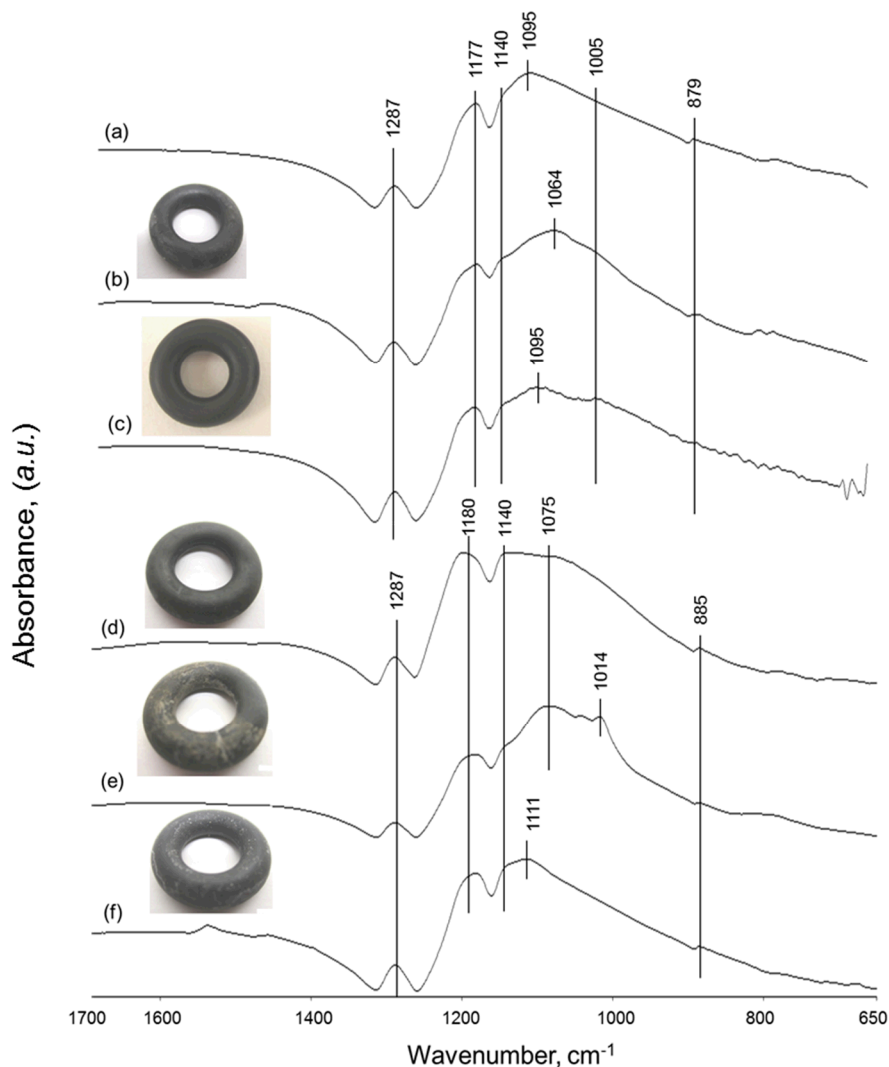 1287
1177
1140
1095
1005
879
(a)
1064
(b)
1095
(c)
1287
1180
1140
1075
885
(d)
1014
(e)
1111
(f)
Absorbance, (a.u.)
1700 1600 1400 1200 1000 800 650
Wavenumber, cm⁻¹